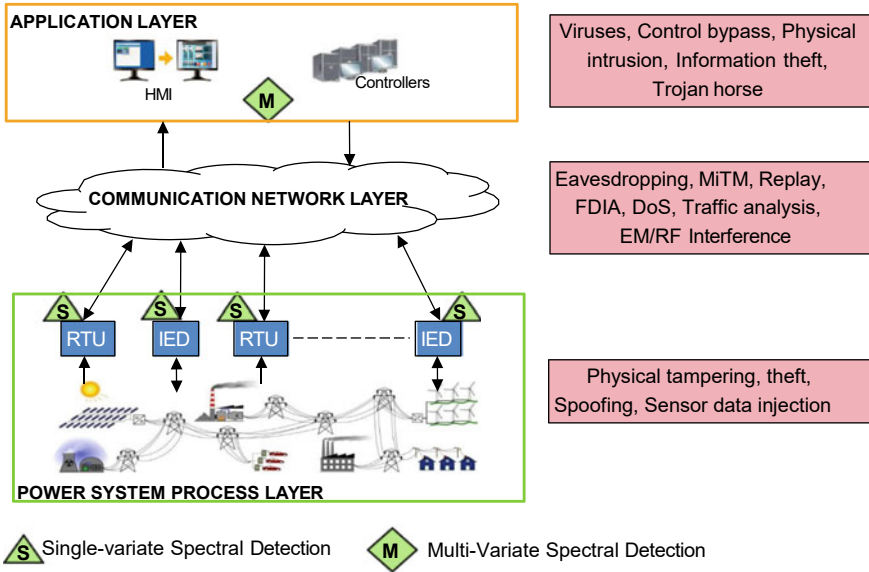 APPLICATION LAYER
HMI
M
Controllers
Viruses, Control bypass, Physical
intrusion, Information theft,
Trojan horse
COMMUNICATION NETWORK LAYER
Eavesdropping, MiTM, Replay,
FDIA, DoS, Traffic analysis,
EM/RF Interference
S
S
S
S
RTU
IED
RTU
IED
Physical tampering, theft,
Spoofing, Sensor data injection
POWER SYSTEM PROCESS LAYER
S Single-variate Spectral Detection
M Multi-Variate Spectral Detection